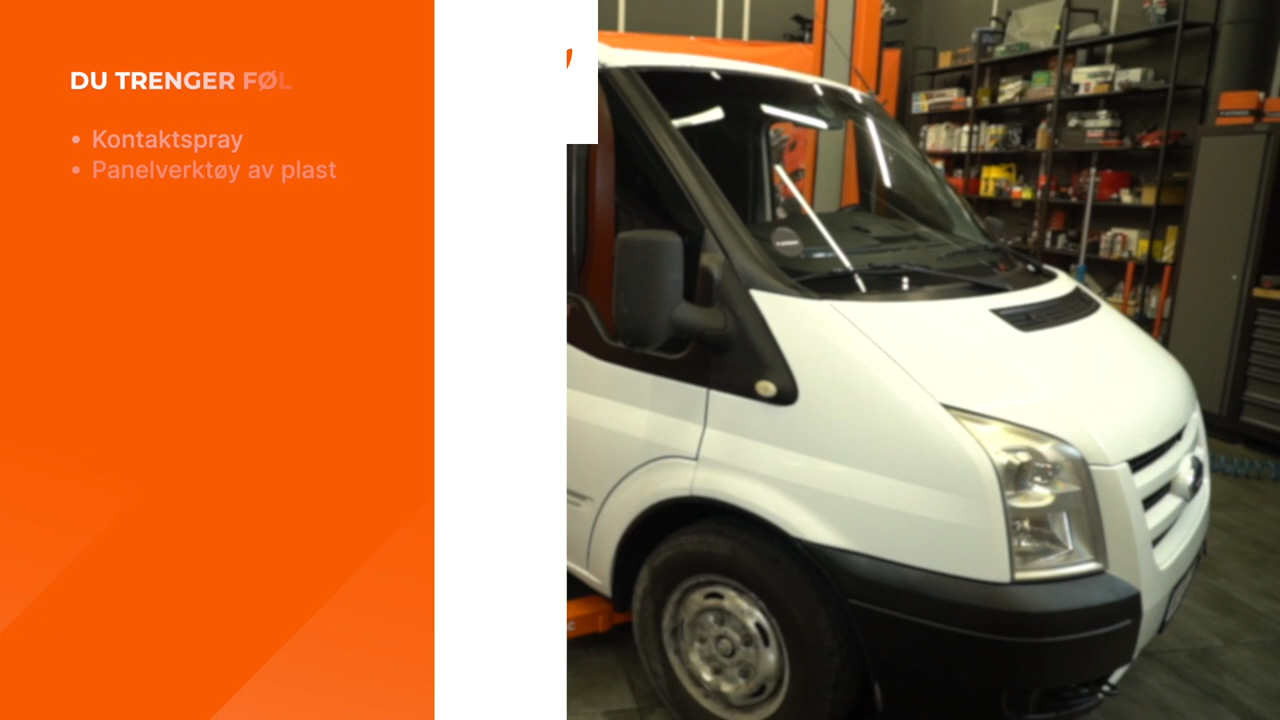 DU TRENGER FØL
• Kontaktspray
• Panelverktøy av plast